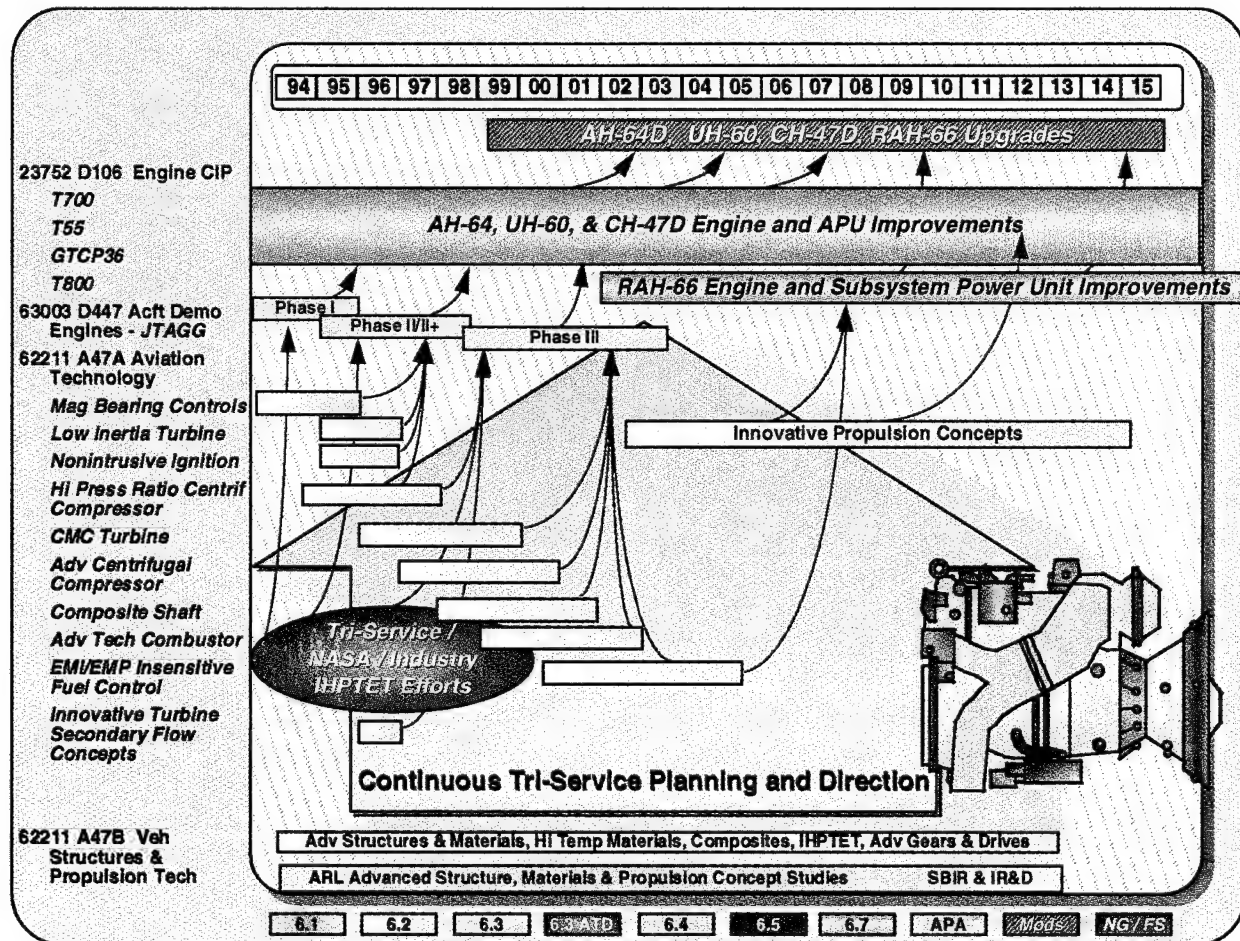 94 95 96 97 98 99 00 01 02 03 04 05 06 07 08 09 10 11 12 13 14 15
AH-64D, UH-60, CH-47D, RAH-66 Upgrades
23752 D106 Engine CIP
T700
T55
GTCP36
T800
AH-64, UH-60, & CH-47D Engine and APU Improvements
RAH-66 Engine and Subsystem Power Unit Improvements
63003 D447 Acft Demo
Engines - JTAGG
Phase I
Phase II/II+
Phase III
62211 A47A Aviation
Technology
Mag Bearing Controls
Low Inertia Turbine
Nonintrusive Ignition
Hi Press Ratio Centrif
Compressor
CMC Turbine
Adv Centrifugal
Compressor
Composite Shaft
Adv Tech Combustor
EMI/EMP Insensitive
Fuel Control
Innovative Turbine
Secondary Flow
Concepts
Innovative Propulsion Concepts
Tri-Service /
NASA / Industry
IHPTET Efforts
Continuous Tri-Service Planning and Direction
62211 A47B Veh
Structures &
Propulsion Tech
Adv Structures & Materials, Hi Temp Materials, Composites, IHPTET, Adv Gears & Drives
ARL Advanced Structure, Materials & Propulsion Concept Studies SBIR & IR&D
6.1 6.2 6.3 6.3 ATD 6.4 6.5 6.7 APA Mods NG / FS